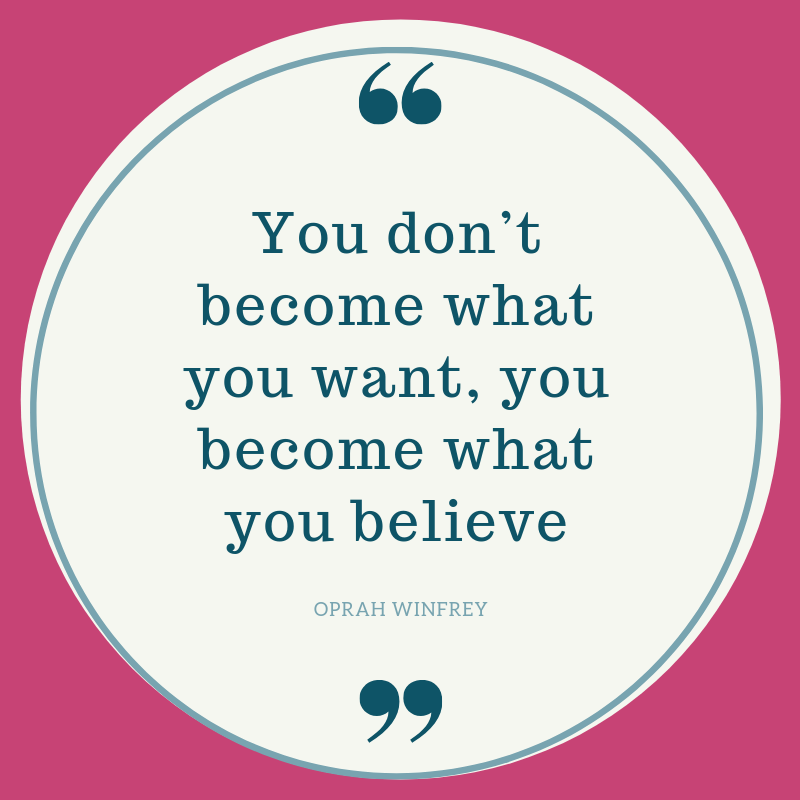 “
You don’t
become what
you want, you
become what
you believe
OPRAH WINFREY
”